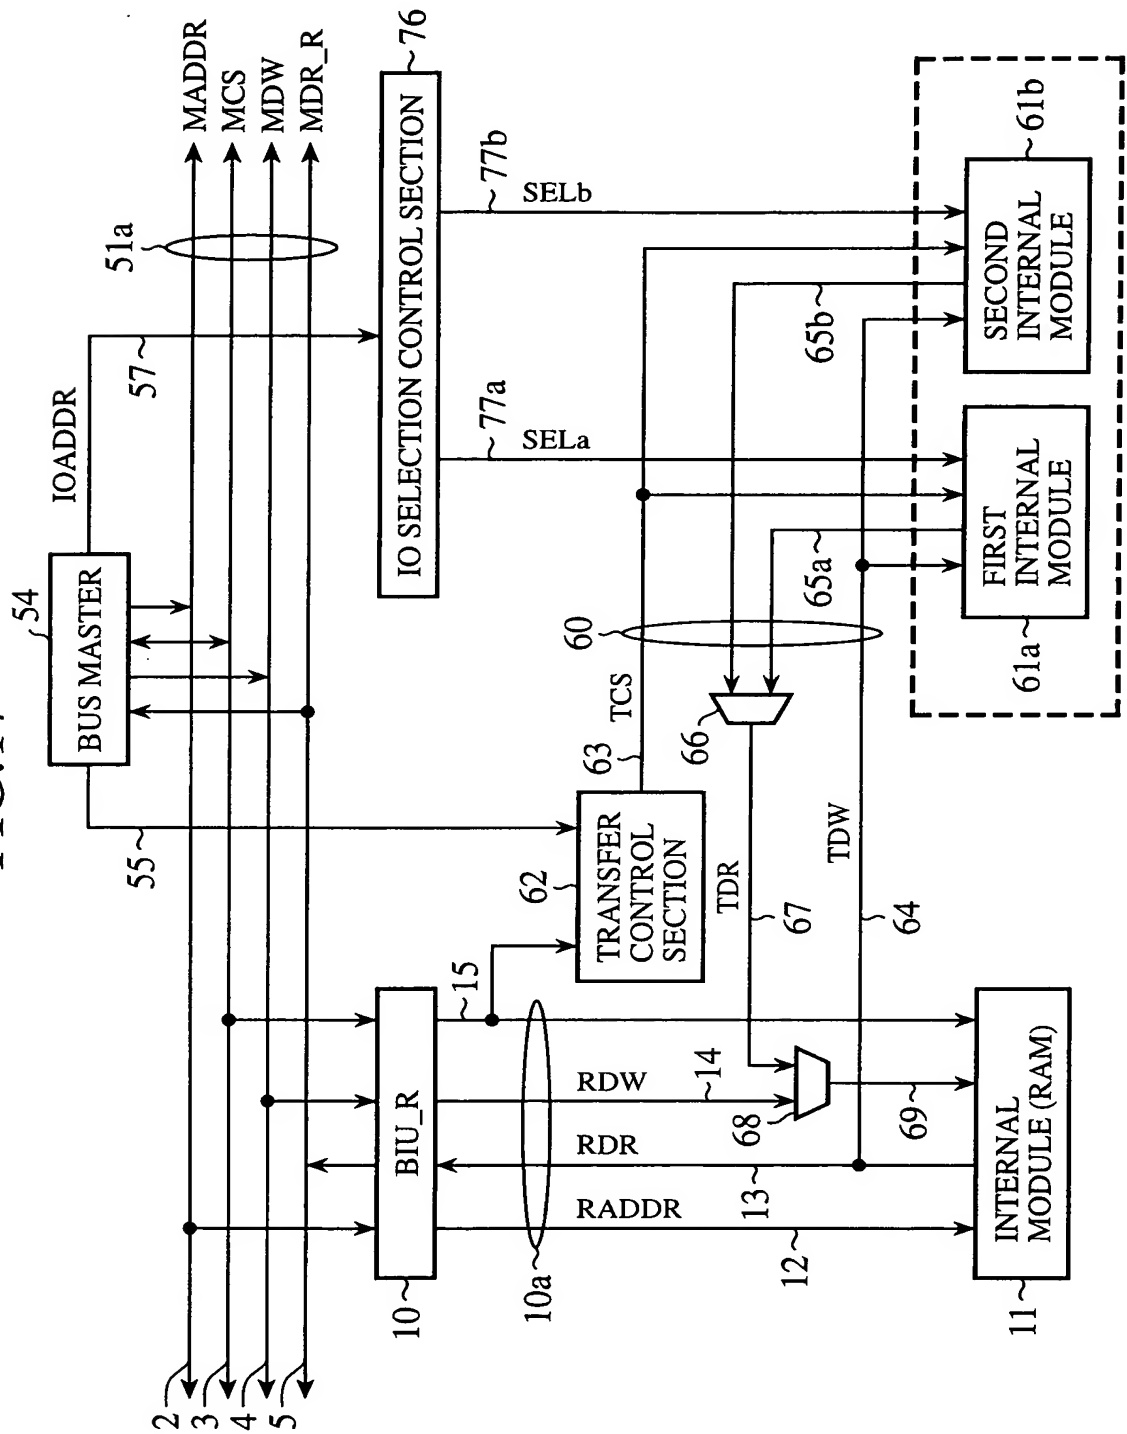 54
BUS MASTER
IOADDR
57
55
51a
MADDR
MCS
MDW
MDR_R
2
3
4
5
76
IO SELECTION CONTROL SECTION
77a
SELa
77b
SELb
10
BIU_R
10a
15
RDW
14
RDR
13
RADDR
12
62
TRANSFER
CONTROL
SECTION
63
TCS
60
66
TDR
67
TDW
64
68
69
65a
65b
11
INTERNAL
MODULE (RAM)
61a
FIRST
INTERNAL
MODULE
61b
SECOND
INTERNAL
MODULE